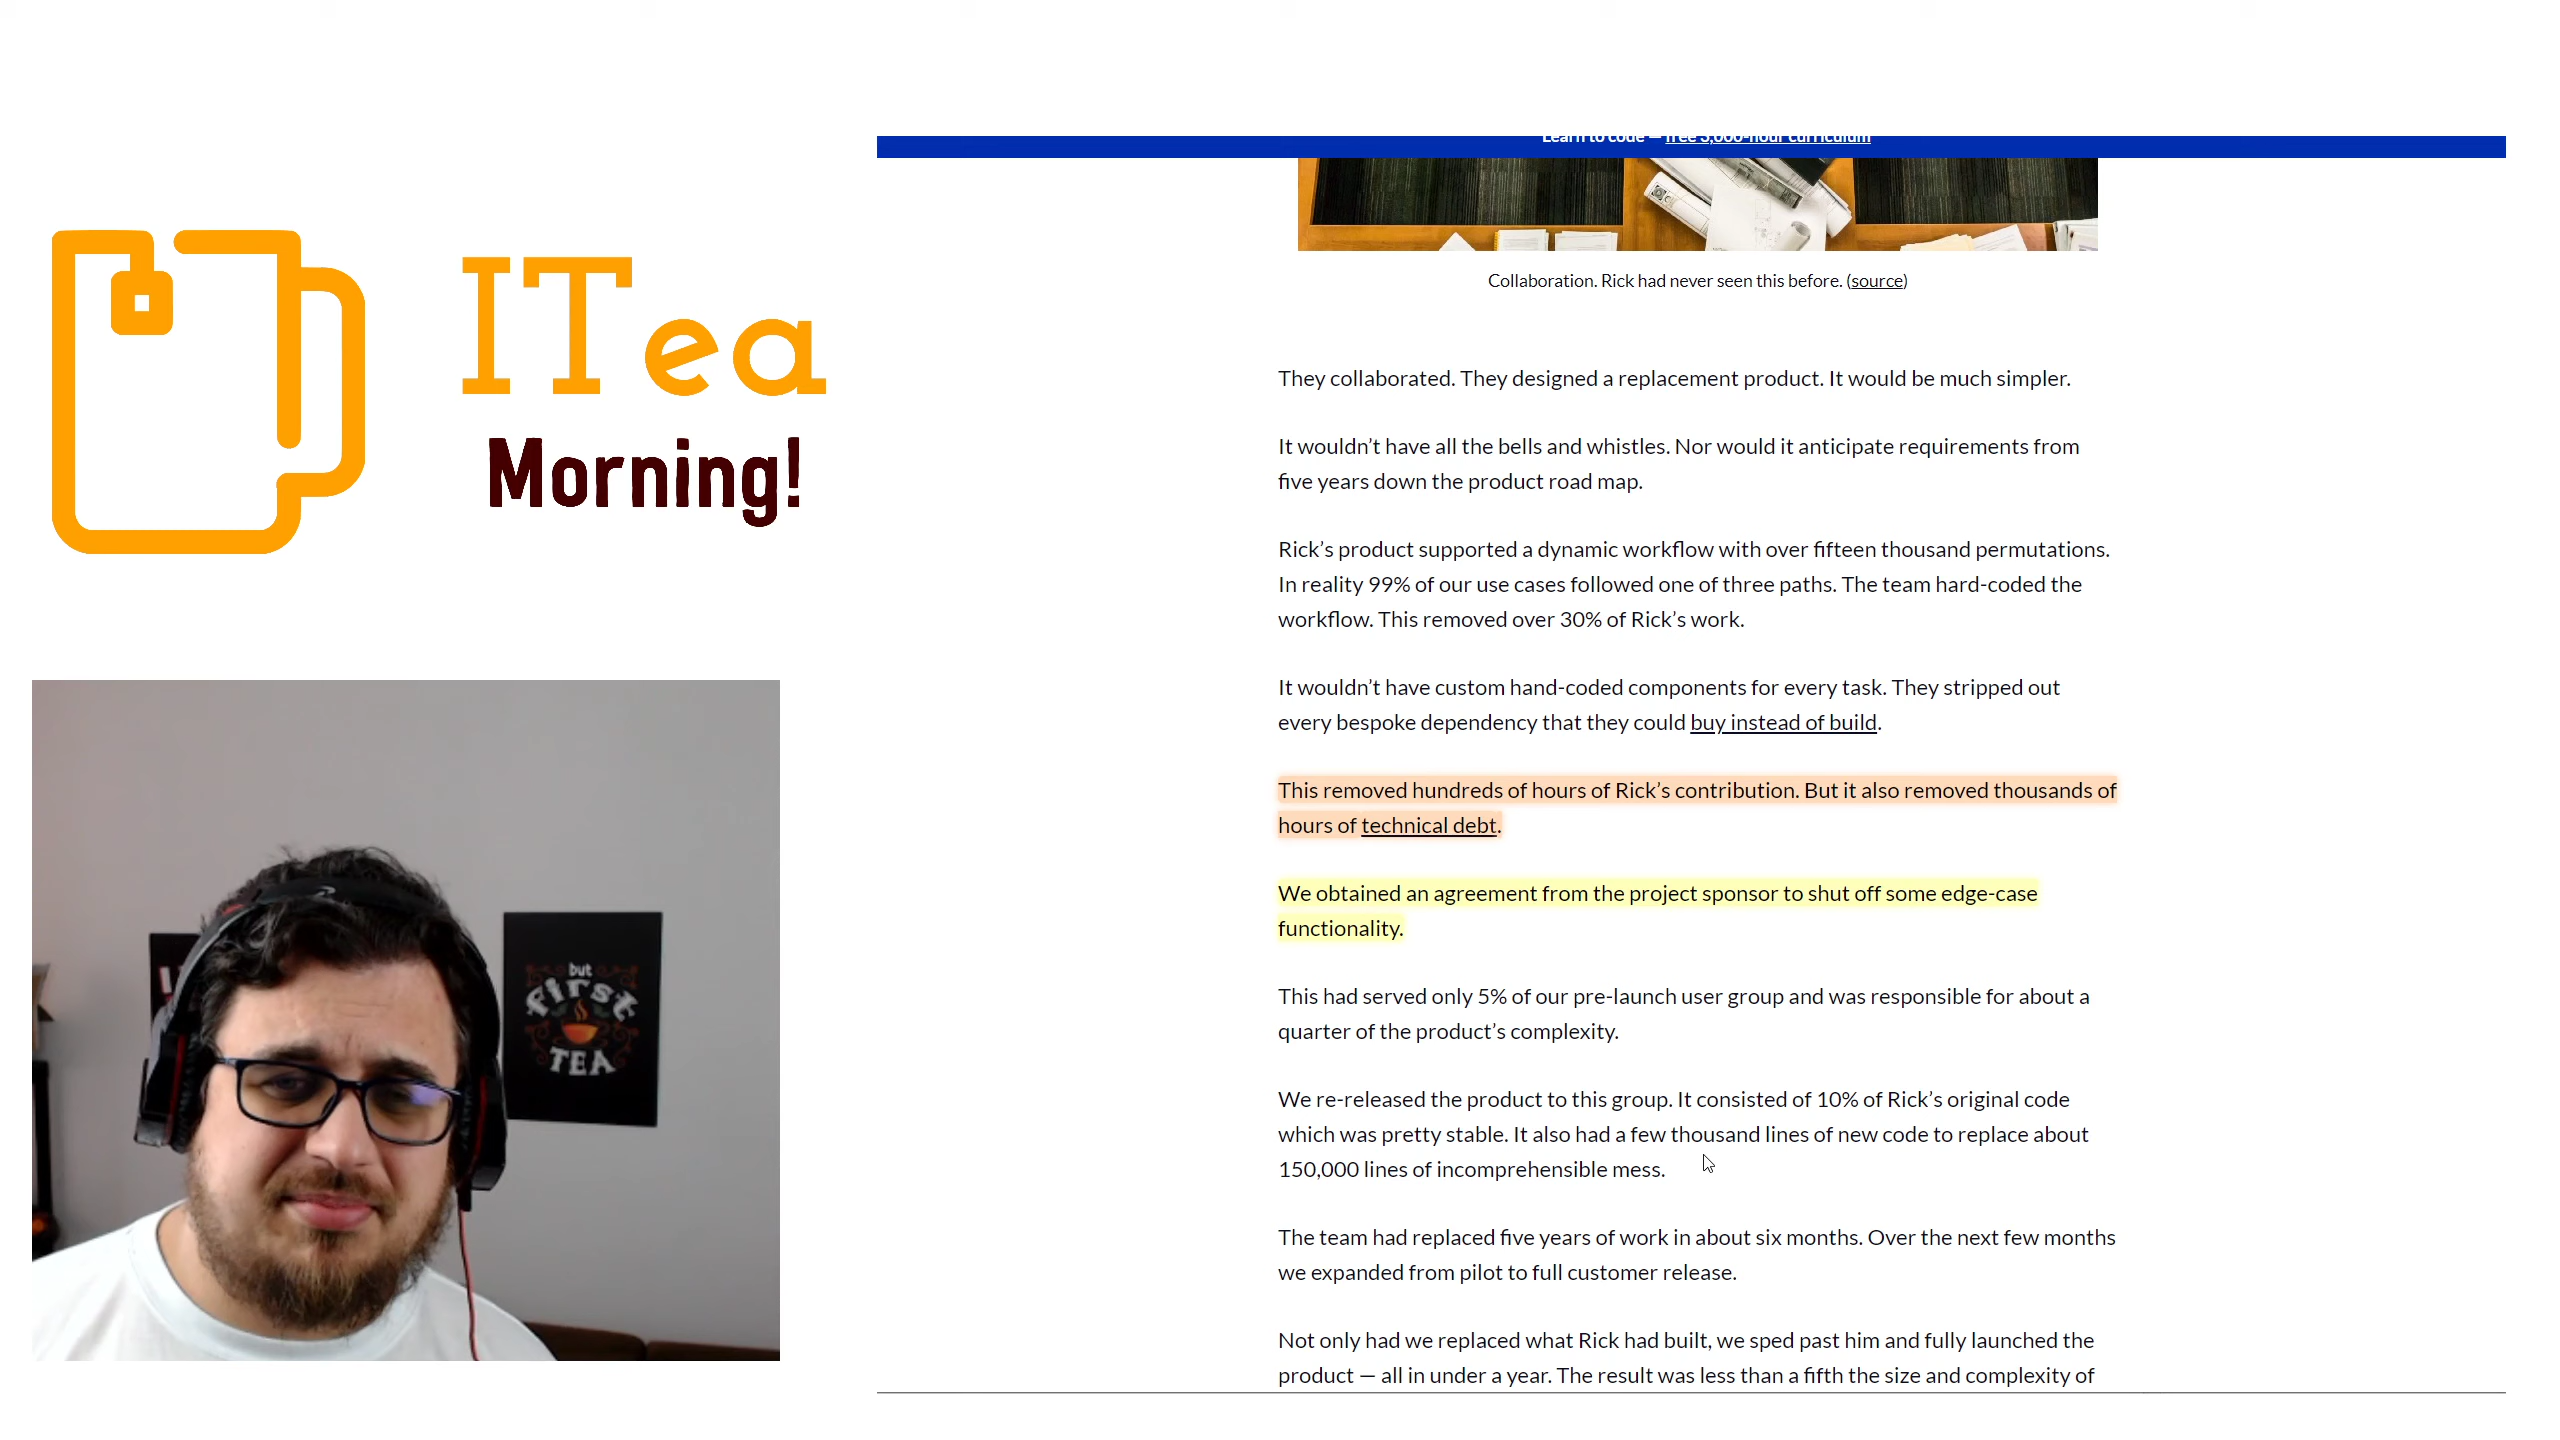 Learn to code — free 3,000-hour curriculum
ITea
Morning!
Collaboration. Rick had never seen this before. (source)
They collaborated. They designed a replacement product. It would be much simpler.
It wouldn’t have all the bells and whistles. Nor would it anticipate requirements from
five years down the product road map.
Rick’s product supported a dynamic workflow with over fifteen thousand permutations.
In reality 99% of our use cases followed one of three paths. The team hard-coded the
workflow. This removed over 30% of Rick’s work.
It wouldn’t have custom hand-coded components for every task. They stripped out
every bespoke dependency that they could buy instead of build.
This removed hundreds of hours of Rick’s contribution. But it also removed thousands of
hours of technical debt.
We obtained an agreement from the project sponsor to shut off some edge-case
functionality.
This had served only 5% of our pre-launch user group and was responsible for about a
quarter of the product’s complexity.
We re-released the product to this group. It consisted of 10% of Rick’s original code
which was pretty stable. It also had a few thousand lines of new code to replace about
150,000 lines of incomprehensible mess.
The team had replaced five years of work in about six months. Over the next few months
we expanded from pilot to full customer release.
Not only had we replaced what Rick had built, we sped past him and fully launched the
product — all in under a year. The result was less than a fifth the size and complexity of
but
first
TEA